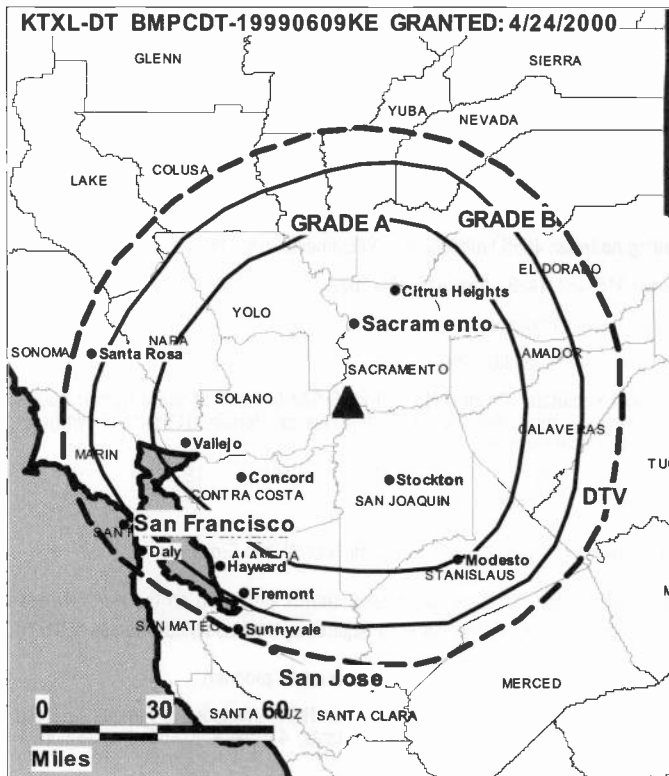 KTXL-DT BMPCDT-19990609KE GRANTED: 4/24/2000
GLENN
SIERRA
YUBA
NEVADA
COLUSA
LAKE
GRADE A
GRADE B
EL DORADO
Citrus Heights
YOLO
Sacramento
NAPA
SONOMA
Santa Rosa
AMADOR
SACRAMENTO
SOLANO
CALAVERAS
Vallejo
MARIN
Concord
Stockton
CONTRA COSTA
SAN JOAQUIN
DTV
San Francisco
Daly
ALAMEDA
Modesto
Hayward
STANISLAUS
Fremont
SAN MATEO
Sunnyvale
San Jose
MERCED
0 30 60
SANTA CRUZ
SANTA CLARA
Miles